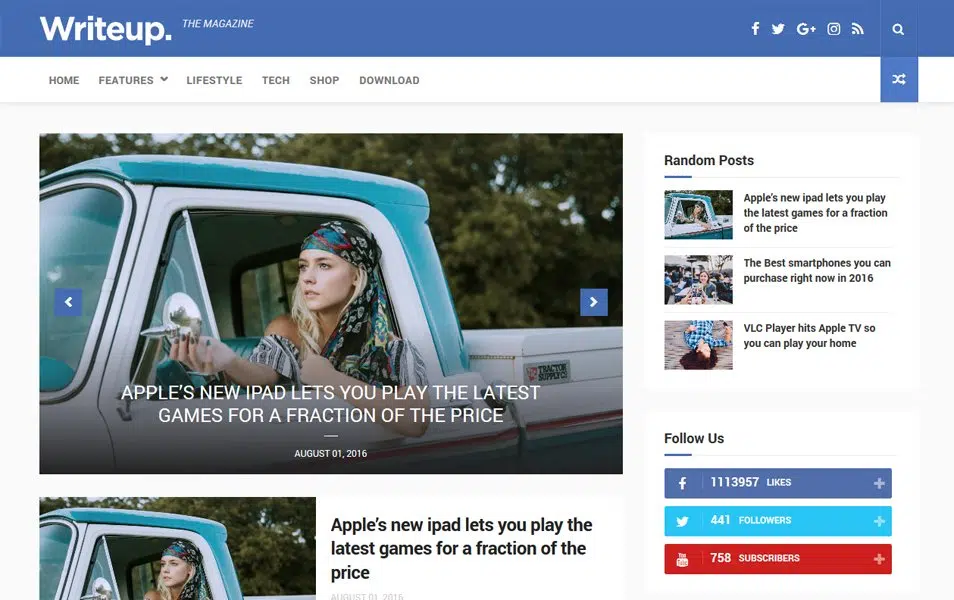 Writeup.
THE MAGAZINE
HOME FEATURES LIFESTYLE TECH SHOP DOWNLOAD
TRACTOR
SUPPLY CO
APPLE'S NEW IPAD LETS YOU PLAY THE LATEST
GAMES FOR A FRACTION OF THE PRICE
AUGUST 01, 2016
Apple's new ipad lets you play the
latest games for a fraction of the
price
AUGUST 01, 2016
Random Posts
Apple's new ipad lets you play
the latest games for a fraction
of the price
The Best smartphones you can
purchase right now in 2016
VLC Player hits Apple TV so
you can play your home
Follow Us
1113957 LIKES
441 FOLLOWERS
758 SUBSCRIBERS